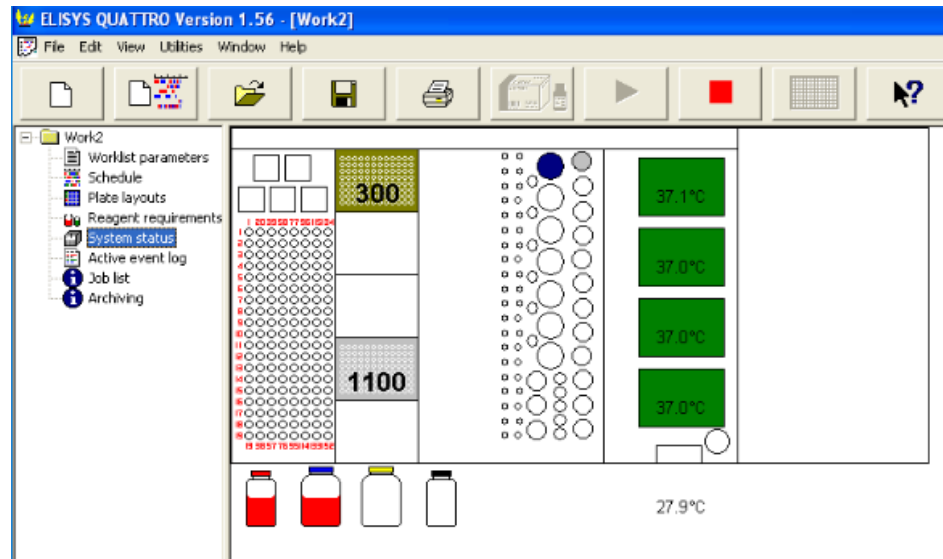 ELISYS QUATTRO Version 1.56 - [Work2]
File Edit View Utilities Window Help
Work2
Worklist parameters
Schedule
Plate layouts
Reagent requirements
System status
Active event log
Job list
Archiving
300
1100
37.1°C
37.0°C
37.0°C
37.0°C
27.9°C